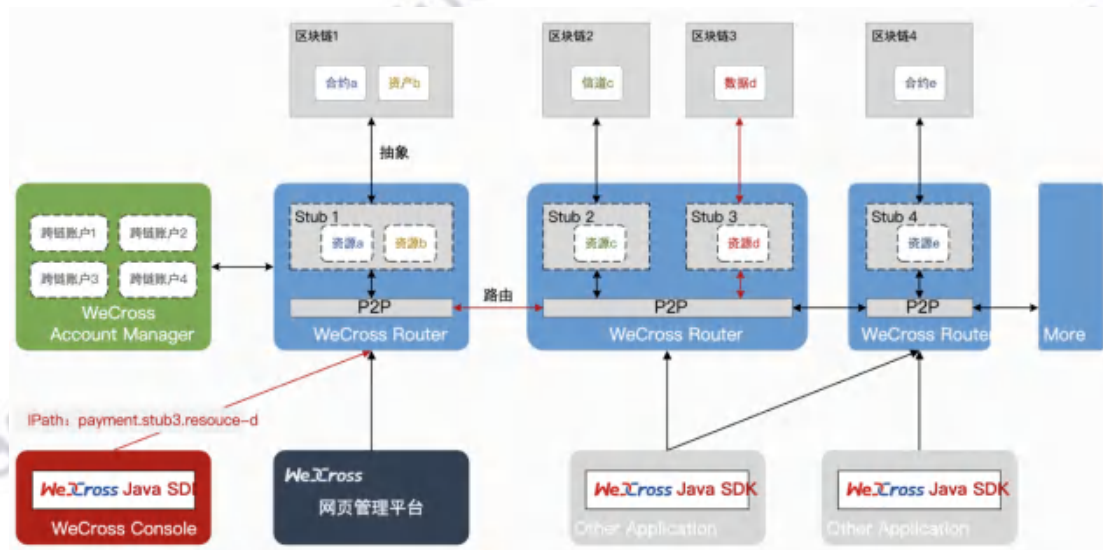 区块链1
区块链2
区块链3
区块链4
合约a
资产b
信道c
数据d
合约e
抽象
Stub 1
Stub 2
Stub 3
Stub 4
跨链账户1
跨链账户2
资源a
资源b
资源c
资源d
资源e
跨链账户3
跨链账户4
路由
P2P
P2P
P2P
WeCross
Account Manager
WeCross Router
WeCross Router
WeCross Route
More
IPath：payment.stub3.resouce-d
WeCross
网页管理平台
WeCross Java SD
WeCross Console
WeCross Java SDK
Other Application
WeCross Java SDK
Other Application